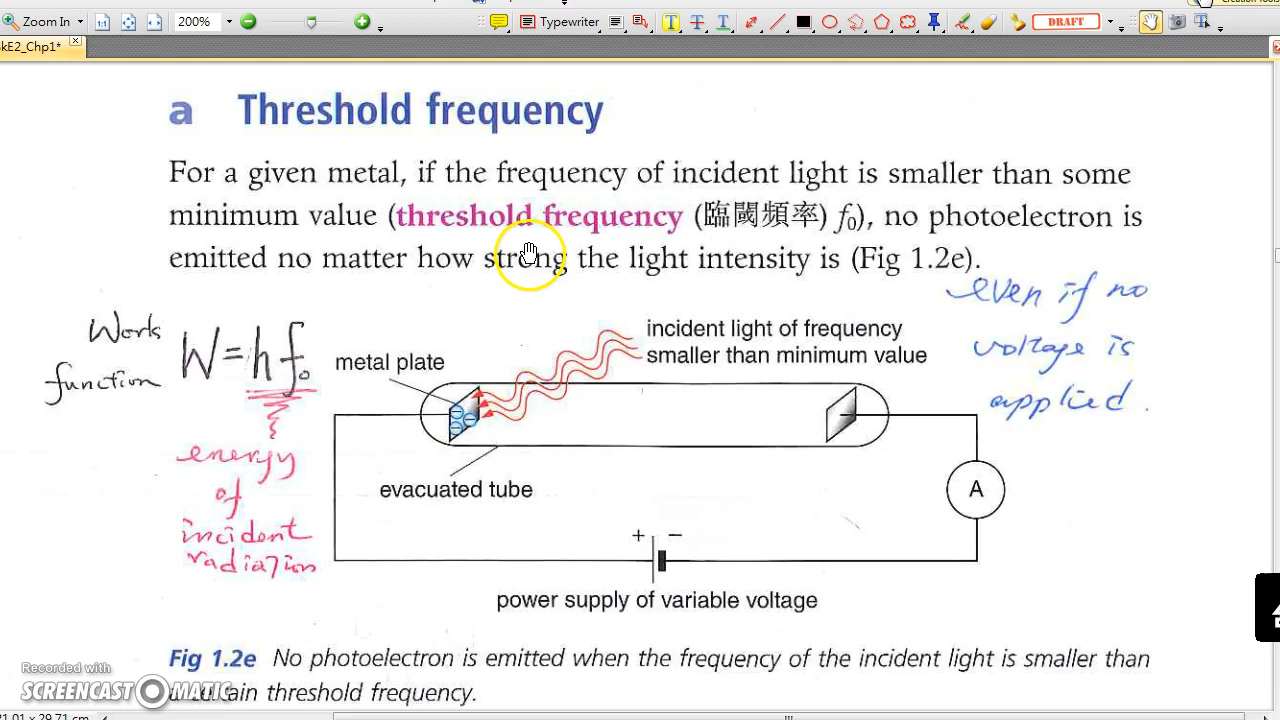 Zoom In
200%
Typewriter
DRAFT
_Chp1*
a Threshold frequency
For a given metal, if the frequency of incident light is smaller than some
minimum value (threshold frequency (臨閾頻率) f₀), no photoelectron is
emitted no matter how strong the light intensity is (Fig 1.2e).
even if no
voltage is
applied.
Work
function
W = hf₀
energy
of
incident
radiation
metal plate
incident light of frequency
smaller than minimum value
evacuated tube
A
+ −
power supply of variable voltage
Fig 1.2e No photoelectron is emitted when the frequency of the incident light is smaller than
a certain threshold frequency.
Recorded with
SCREENCAST MATIC
29.71 cm